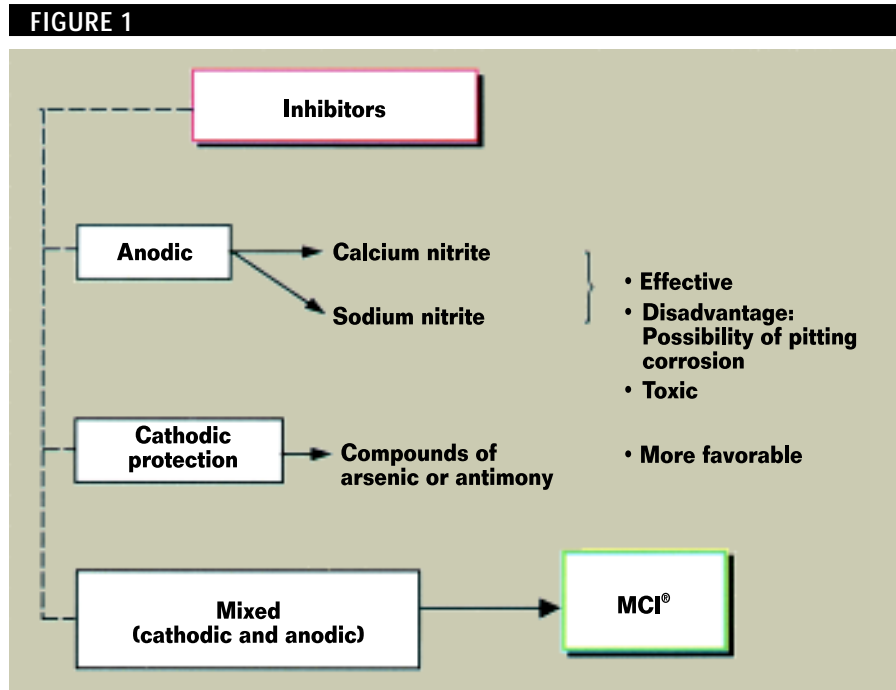 FIGURE 1
Inhibitors
Anodic
Calcium nitrite
Sodium nitrite
• Effective
• Disadvantage:
Possibility of pitting
corrosion
• Toxic
Cathodic
protection
Compounds of
arsenic or antimony
• More favorable
Mixed
(cathodic and anodic)
MCI®